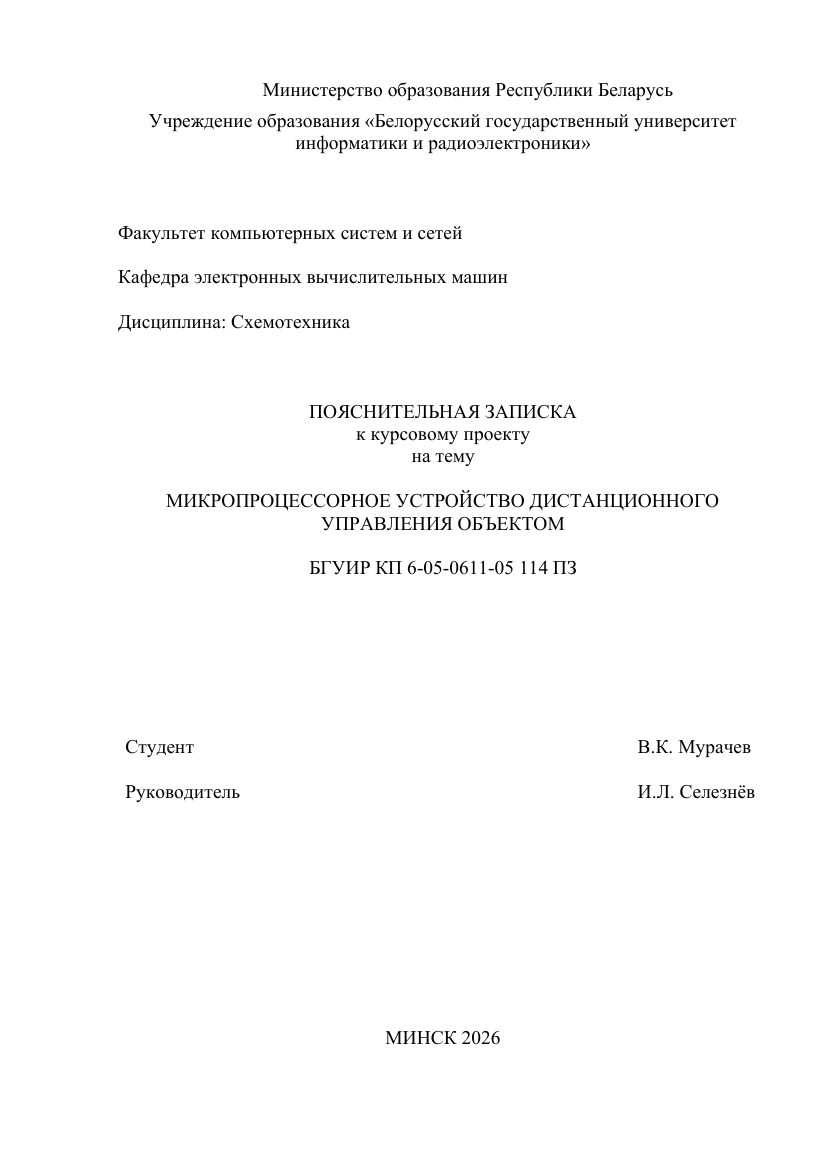 Министерство образования Республики Беларусь
Учреждение образования «Белорусский государственный университет
информатики и радиоэлектроники»
Факультет компьютерных систем и сетей
Кафедра электронных вычислительных машин
Дисциплина: Схемотехника
ПОЯСНИТЕЛЬНАЯ ЗАПИСКА
к курсовому проекту
на тему
МИКРОПРОЦЕССОРНОЕ УСТРОЙСТВО ДИСТАНЦИОННОГО
УПРАВЛЕНИЯ ОБЪЕКТОМ
БГУИР КП 6-05-0611-05 114 ПЗ
Студент В.К. Мурачев
Руководитель И.Л. Селезнёв
МИНСК 2026